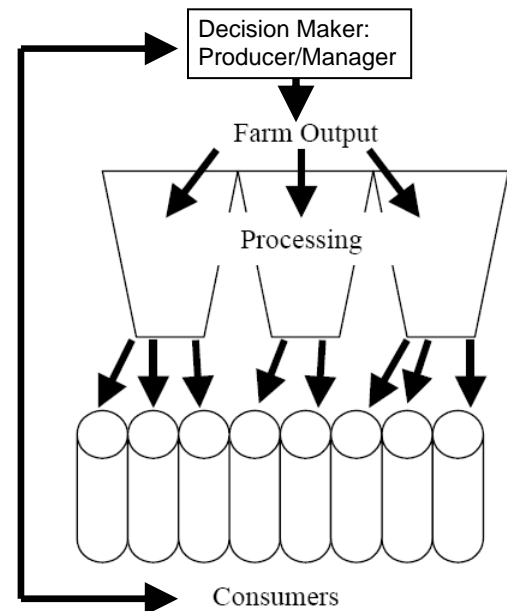 Decision Maker:
Producer/Manager
Farm Output
Processing
Consumers